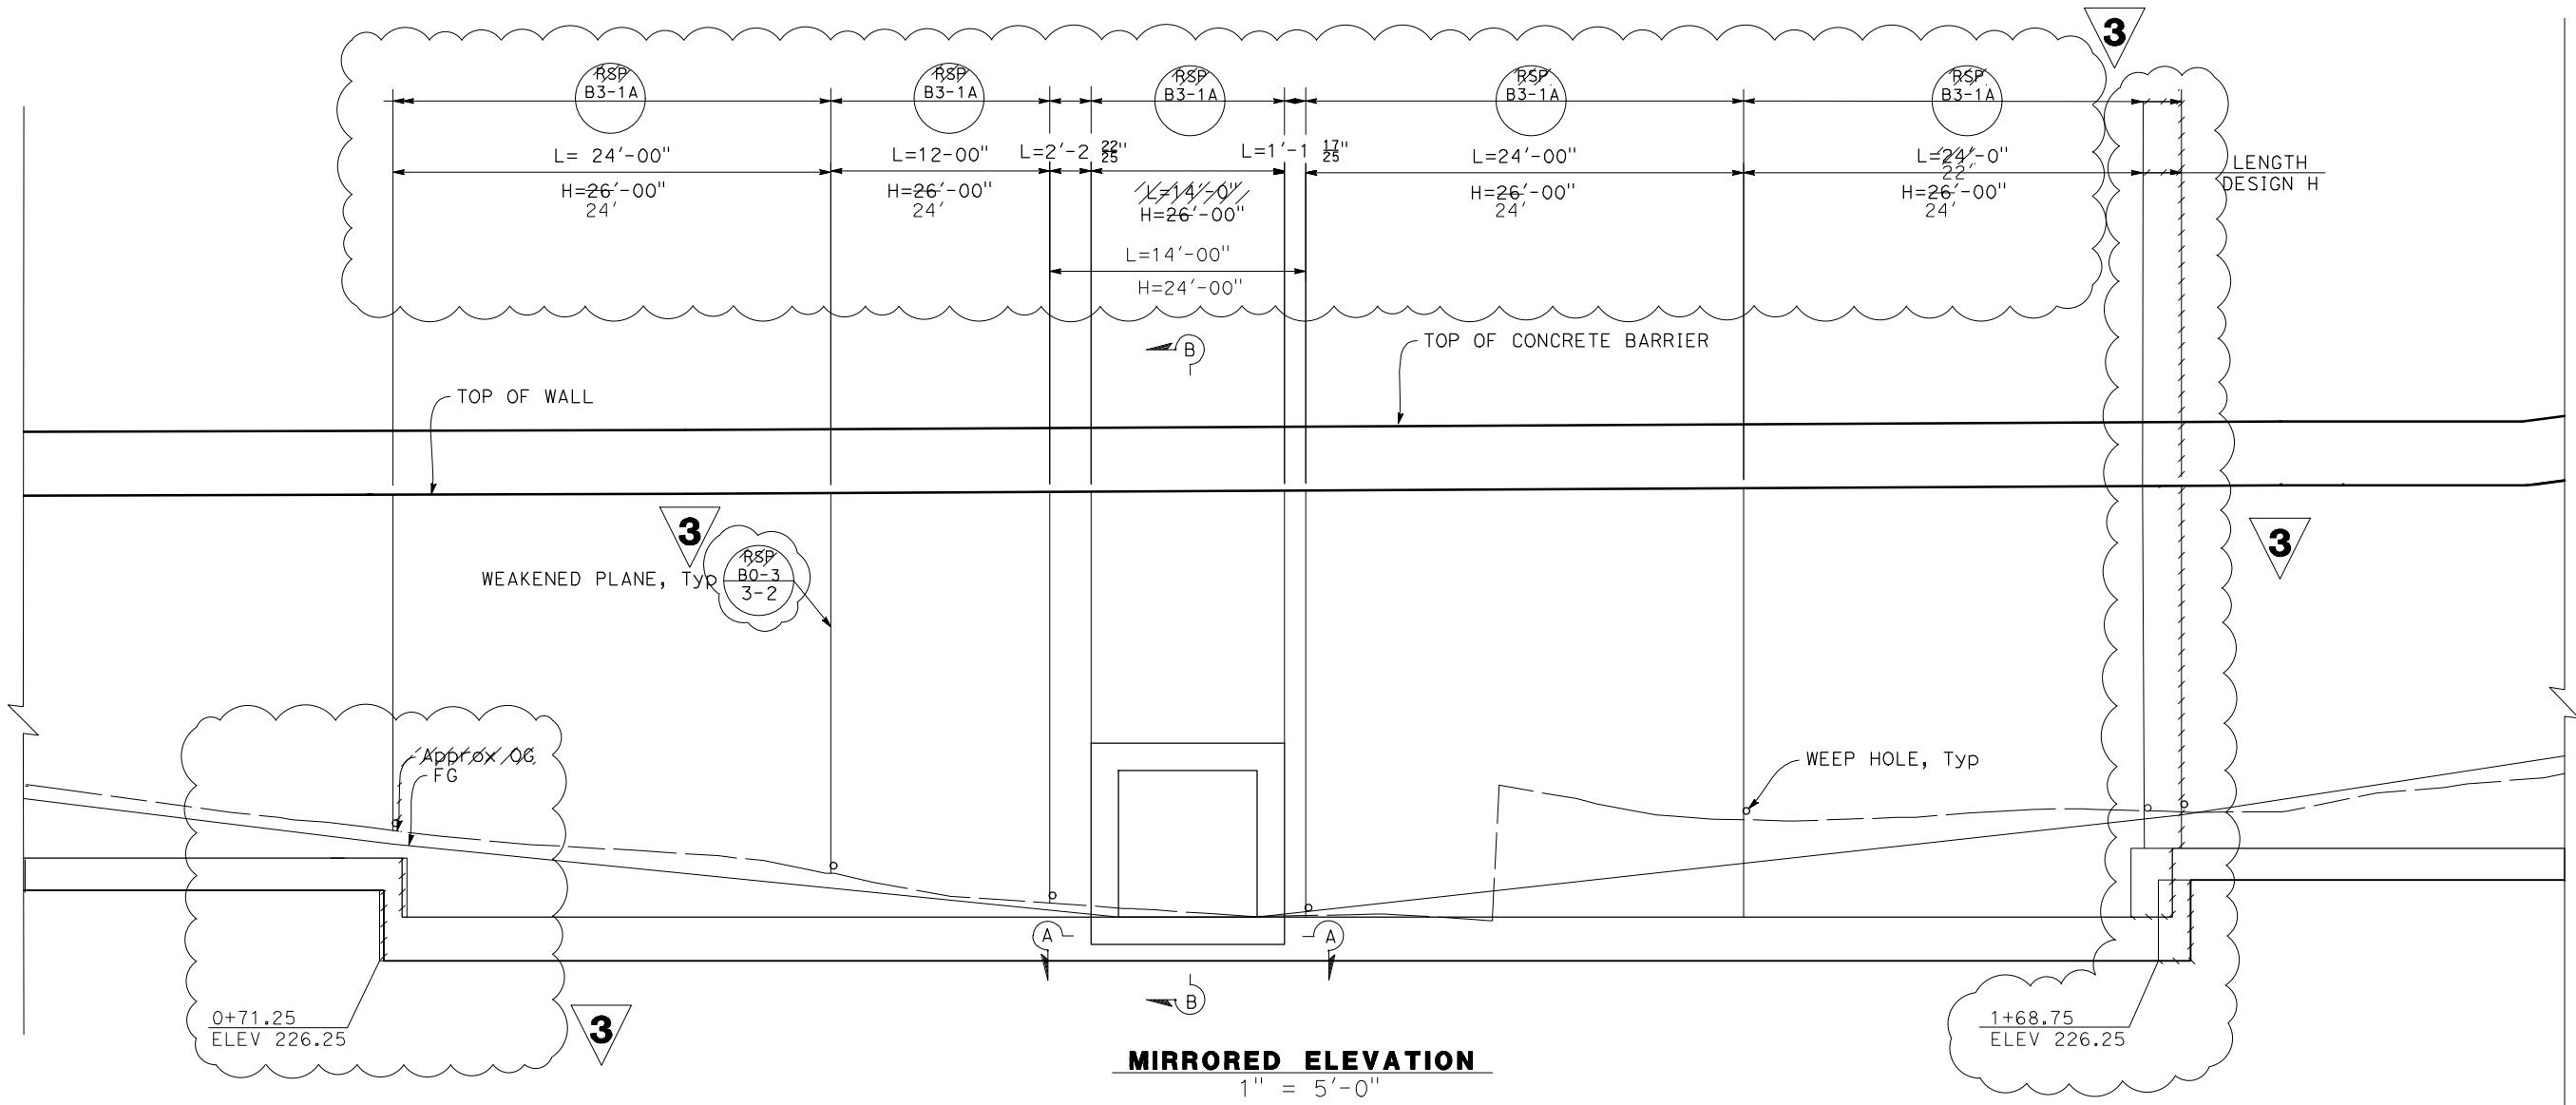 3
RSP
B3-1A
RSP
B3-1A
RSP
B3-1A
RSP
B3-1A
RSP
B3-1A
L= 24'-00"
H=26'-00"
24'
L=12-00"
H=26'-00"
24'
L=2'-2 22/25"
L=14'-0"
H=26'-00"
L=14'-00"
H=24'-00"
L=1'-1 17/25"
L=24'-00"
H=26'-00"
24'
L=24'-0"
22'
H=26'-00"
24'
LENGTH
DESIGN H
B
TOP OF CONCRETE BARRIER
TOP OF WALL
3
RSP
B0-3
3-2
WEAKENED PLANE, Typ
3
Approx OG
FG
WEEP HOLE, Typ
A
A
B
0+71.25
ELEV 226.25
3
1+68.75
ELEV 226.25
MIRRORED ELEVATION
1" = 5'-0"